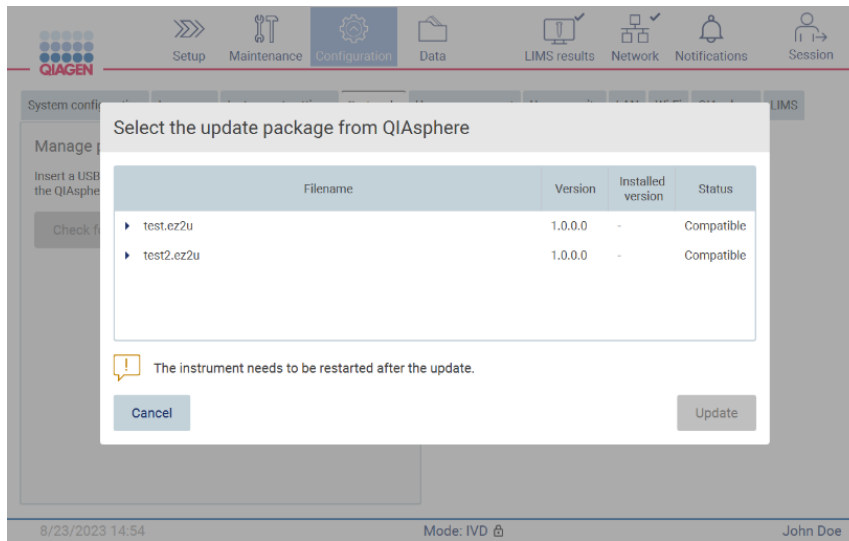 Setup Maintenance Configuration Data LIMS results Network Notifications Session
QIAGEN
System confi LIMS
Select the update package from QIAsphere
Manage
Insert a USB
the QIAsphe
Filename Version Installed version Status
Check f
test.ez2u 1.0.0.0 - Compatible
test2.ez2u 1.0.0.0 - Compatible
! The instrument needs to be restarted after the update.
Cancel Update
8/23/2023 14:54 Mode: IVD John Doe